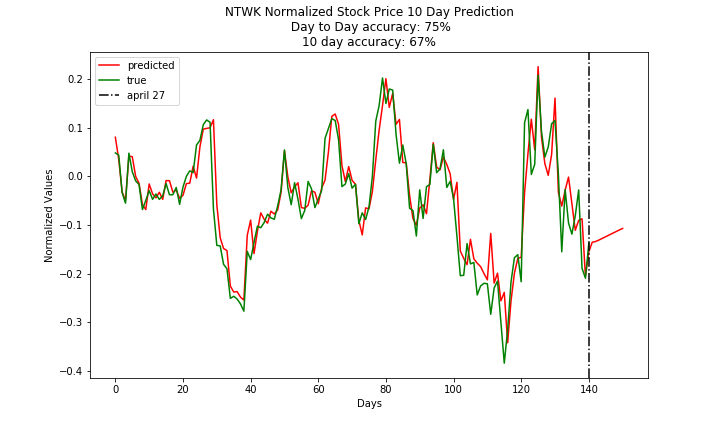 NTWK Normalized Stock Price 10 Day Prediction
Day to Day accuracy: 75%
10 day accuracy: 67%
predicted
true
april 27
Normalized Values
0.2
0.1
0.0
−0.1
−0.2
−0.3
−0.4
0 20 40 60 80 100 120 140
Days